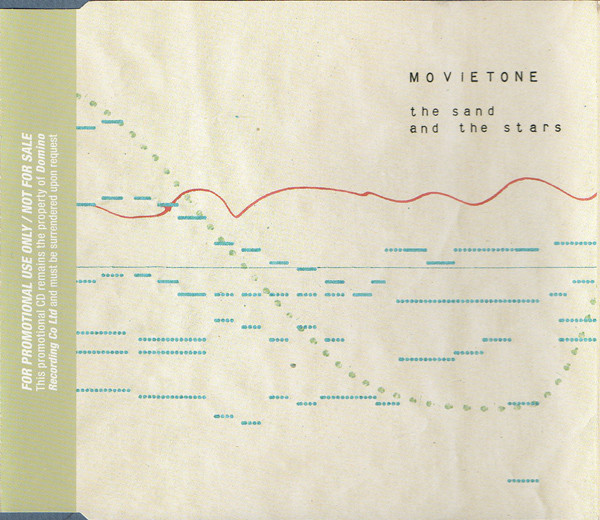 MOVIETONE
the sand
and the stars
FOR PROMOTIONAL USE ONLY / NOT FOR SALE
This promotional CD remains the property of Domino
Recording Co Ltd and must be surrendered upon request